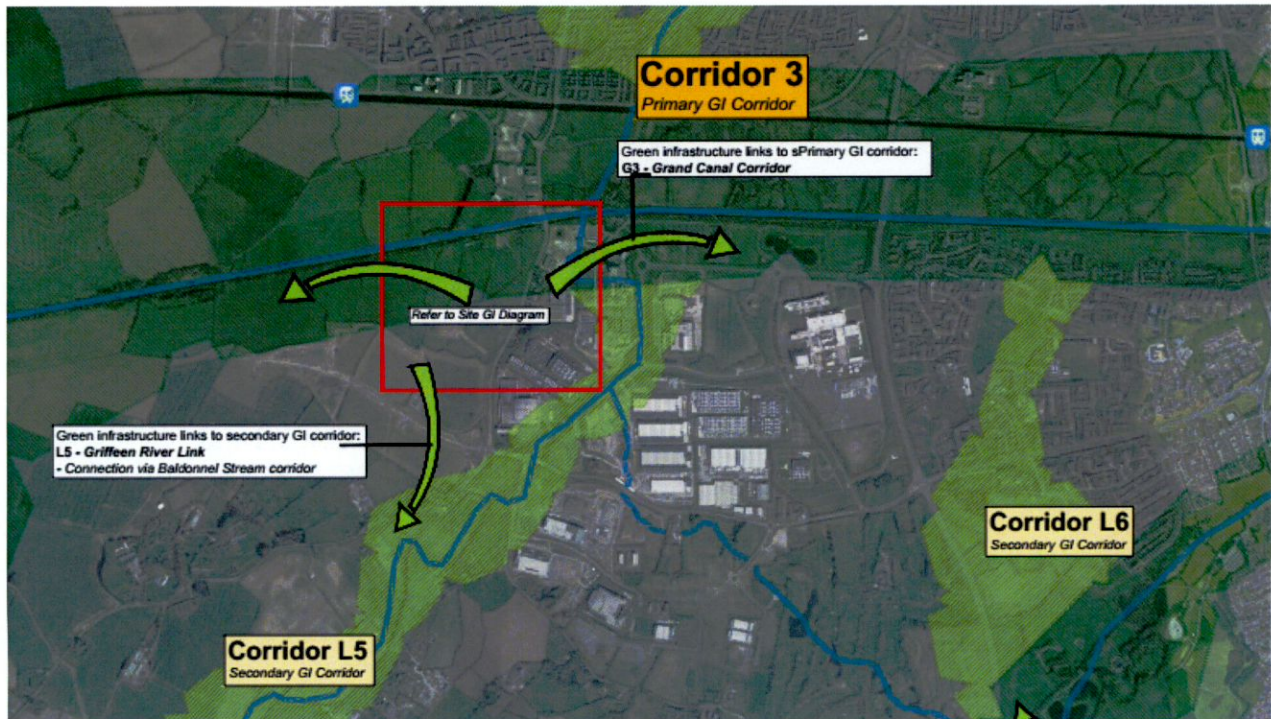 Corridor 3
Primary GI Corridor
Green infrastructure links to sPrimary GI corridor:
G3 - Grand Canal Corridor
Refer to Site GI Diagram
Green infrastructure links to secondary GI corridor:
L5 - Griffeen River Link
- Connection via Baldonnel Stream corridor
Corridor L6
Secondary GI Corridor
Corridor L5
Secondary GI Corridor